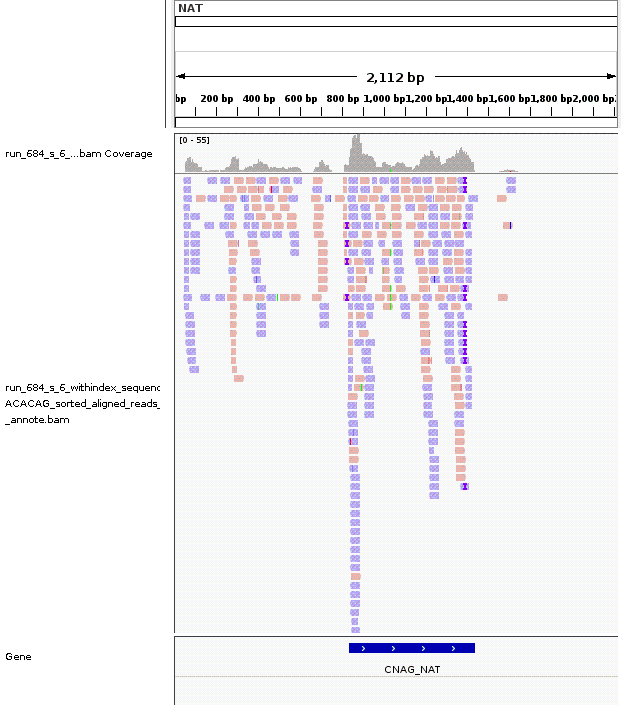 NAT
2,112 bp
bp 200 bp 400 bp 600 bp 800 bp 1,000 bp 1,200 bp 1,400 bp 1,600 bp 1,800 bp 2,000 bp
[0 - 55]
run_684_s_6_...bam Coverage
run_684_s_6_withindex_sequenc
ACACAG_sorted_aligned_reads_
_annote.bam
Gene
CNAG_NAT